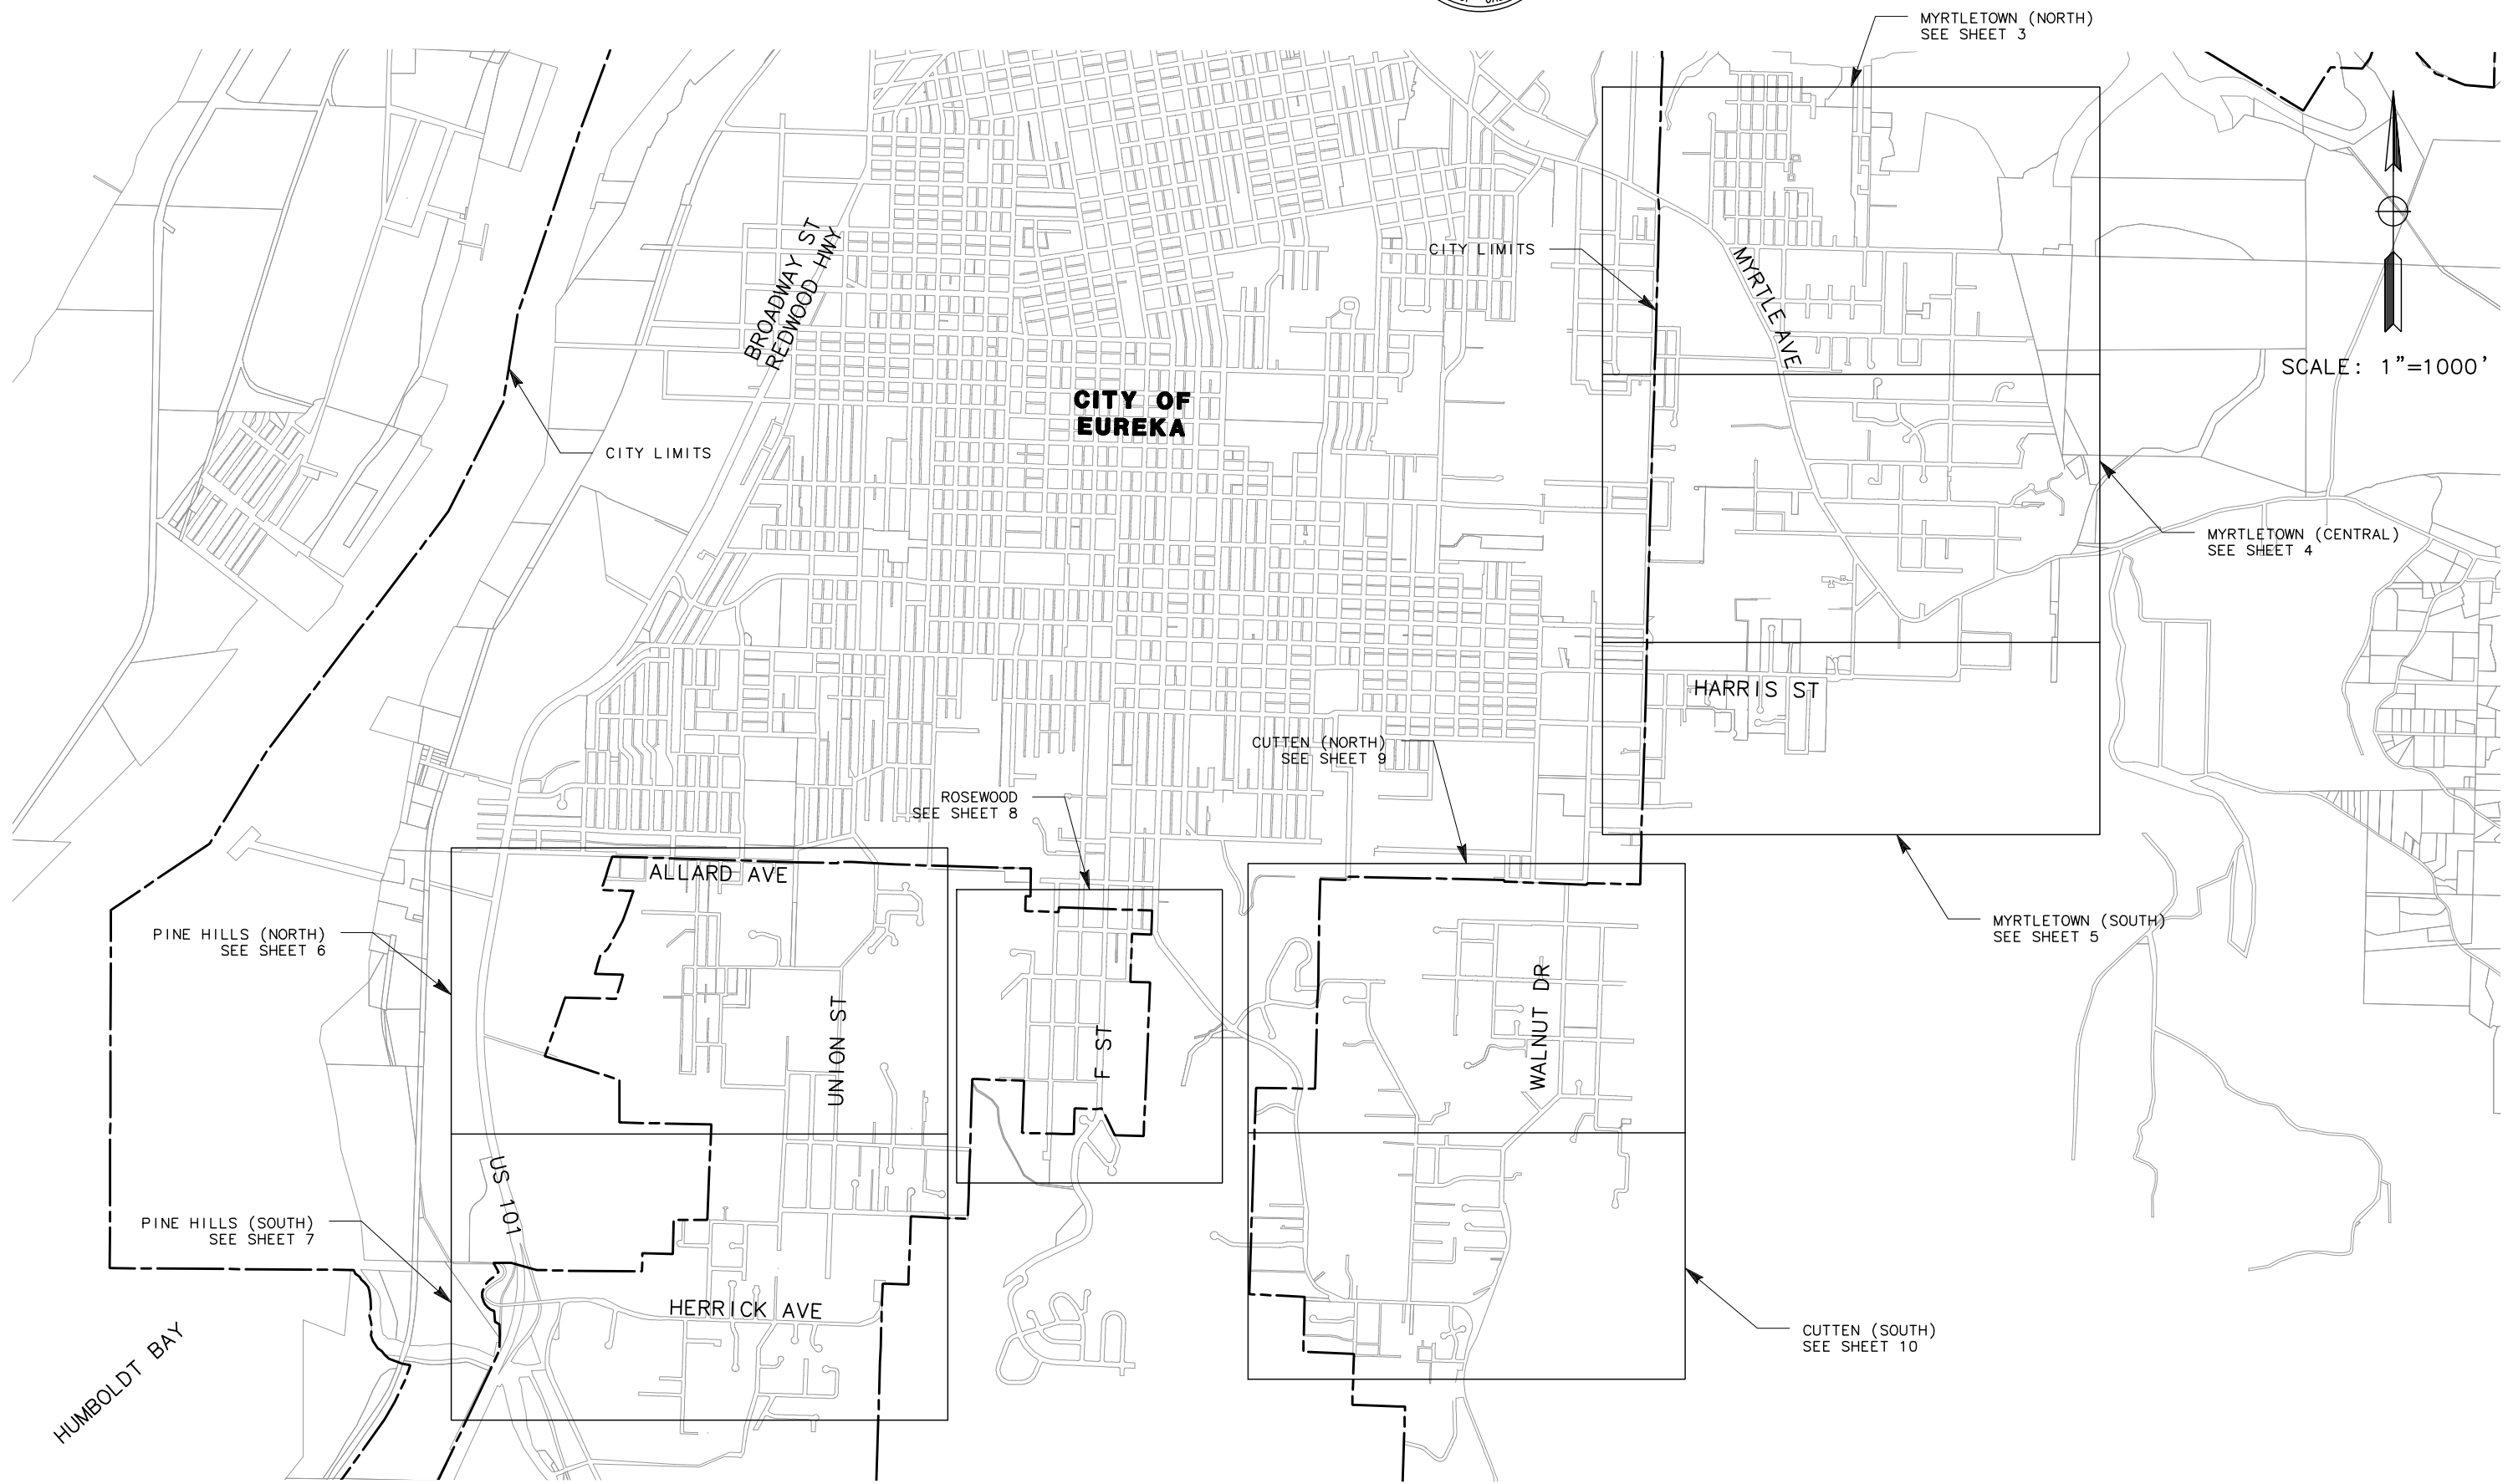 MYRTLETOWN (NORTH)
SEE SHEET 3
BROADWAY ST
REDWOOD HWY
CITY LIMITS
MYRTLE AVE
SCALE: 1"=1000'
CITY OF
EUREKA
CITY LIMITS
MYRTLETOWN (CENTRAL)
SEE SHEET 4
HARRIS ST
CUTTEN (NORTH)
SEE SHEET 9
ROSEWOOD
SEE SHEET 8
ALLARD AVE
PINE HILLS (NORTH)
SEE SHEET 6
MYRTLETOWN (SOUTH)
SEE SHEET 5
UNION ST
F ST
WALNUT DR
US 101
PINE HILLS (SOUTH)
SEE SHEET 7
HERRICK AVE
HUMBOLDT BAY
CUTTEN (SOUTH)
SEE SHEET 10